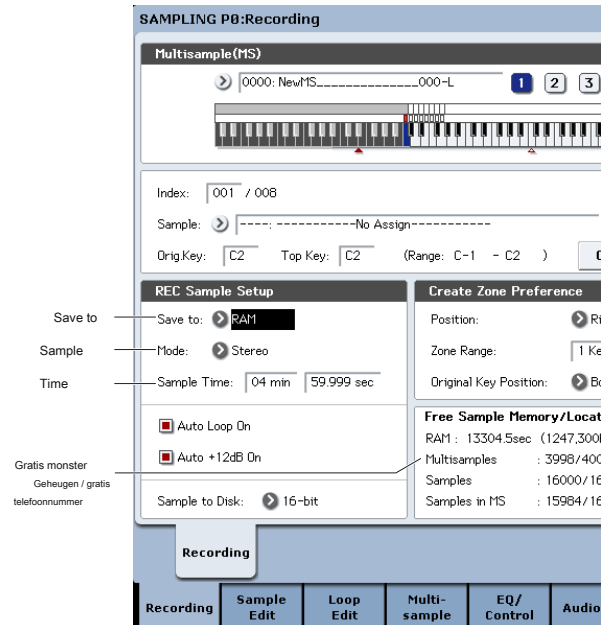 SAMPLING P0:Recording
Multisample(MS)
0000: NewMS______________000-L
1 2 3
Index: 001 / 008
Sample: ----: -----------No Assign-----------
Orig.Key: C2 Top Key: C2 (Range: C-1 - C2 )
REC Sample Setup
Save to: RAM
Mode: Stereo
Sample Time: 04 min 59.999 sec
Auto Loop On
Auto +12dB On
Sample to Disk: 16-bit
Create Zone Preference
Position:
Zone Range:
Original Key Position:
Free Sample Memory/Locat
RAM : 13304.5sec (1247,300
Multisamples : 3998/400
Samples : 16000/16
Samples in MS : 15984/16
Save to
Sample
Time
Gratis monster
Geheugen / gratis
telefoonnummer
Recording
Recording
Sample Edit
Loop Edit
Multi-sample
EQ/ Control
Audio